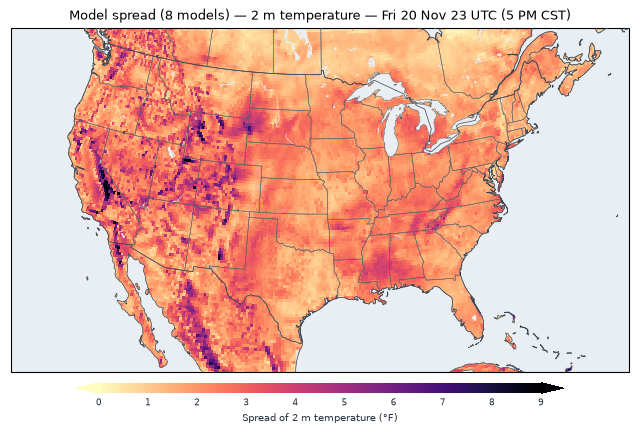 Model spread (8 models) — 2 m temperature — Fri 20 Nov 23 UTC (5 PM CST)
0 1 2 3 4 5 6 7 8 9
Spread of 2 m temperature (°F)